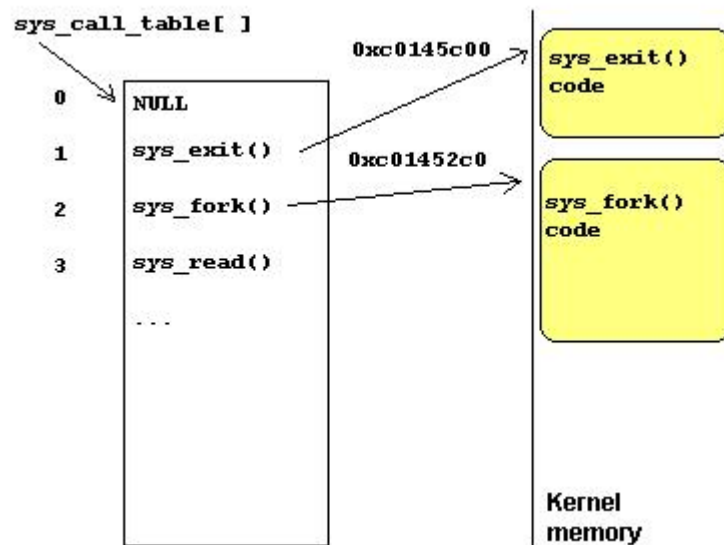 sys_call_table[ ]
0xc0145c00
sys_exit()
code
0
NULL
1
sys_exit()
0xc01452c0
2
sys_fork()
sys_fork()
code
3
sys_read()
...
Kernel
memory